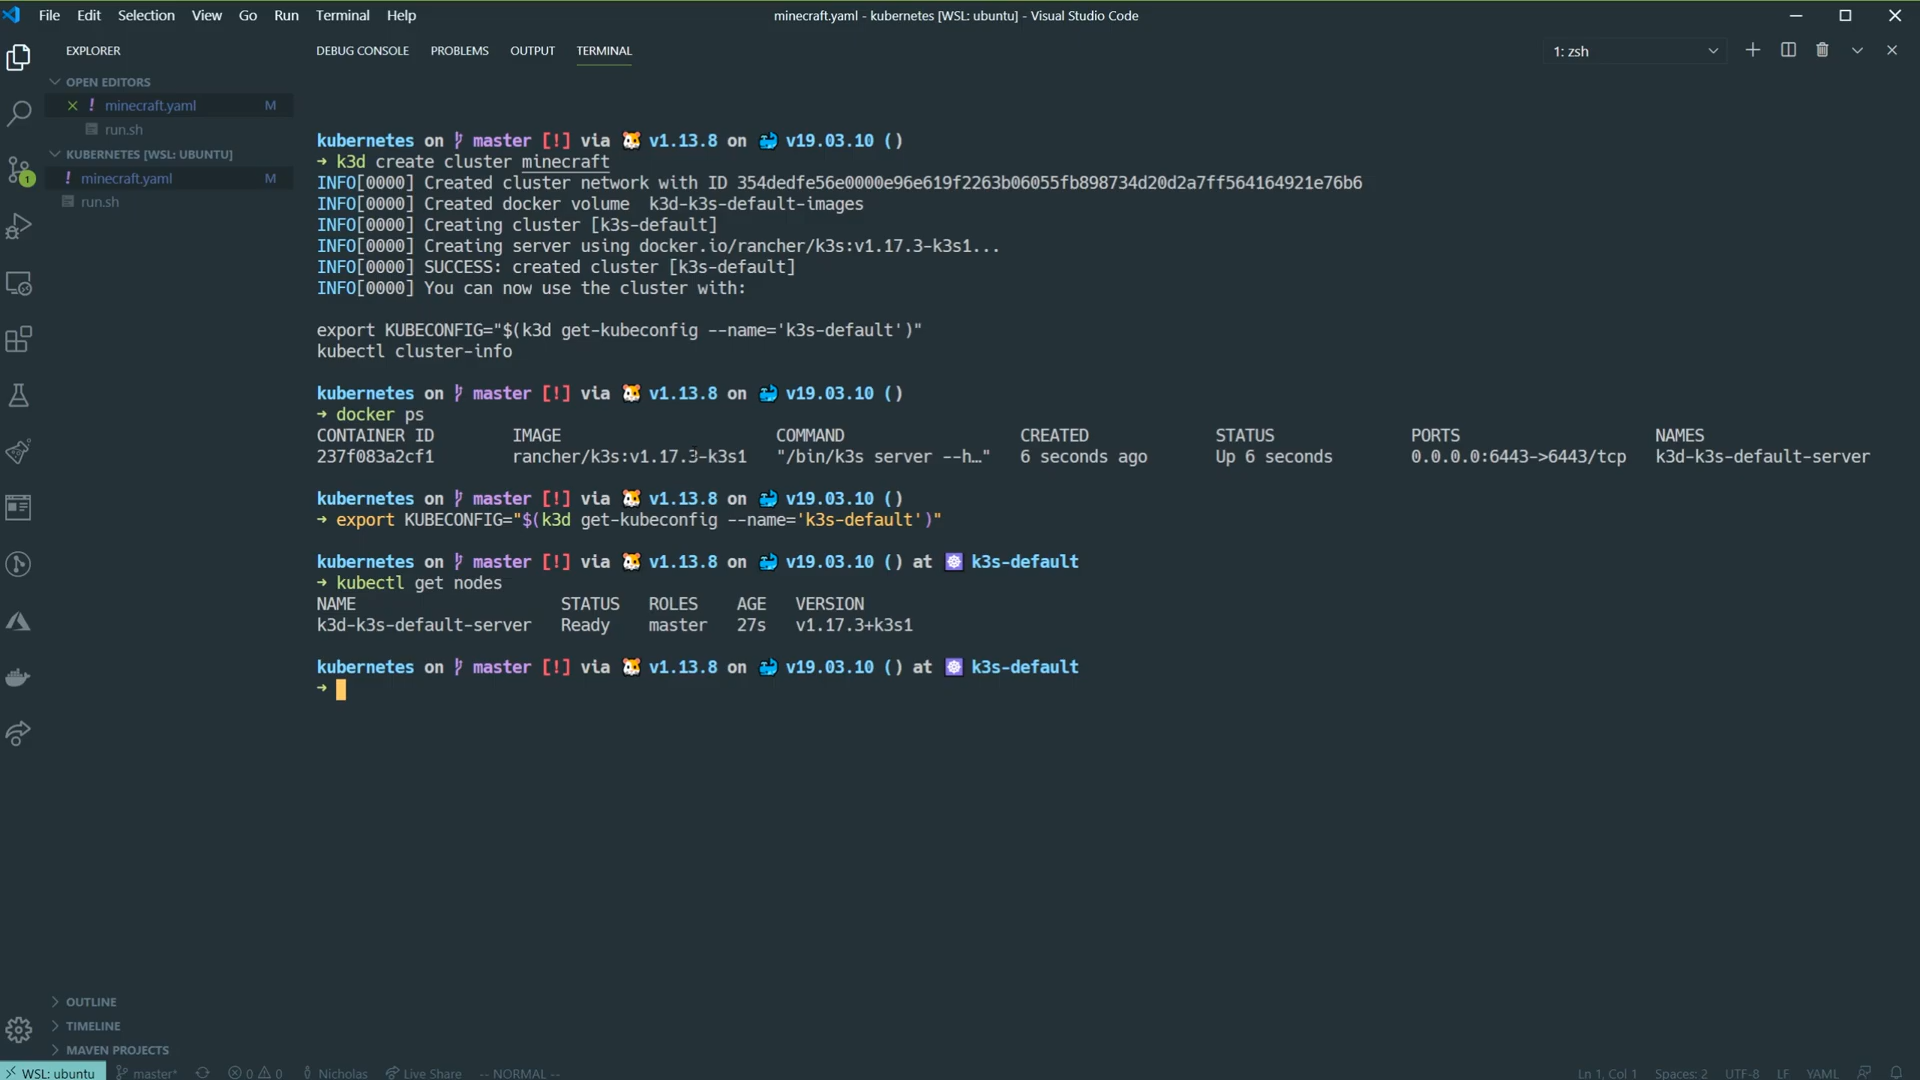 File Edit Selection View Go Run Terminal Help
minecraft.yaml - kubernetes [WSL: ubuntu] - Visual Studio Code
EXPLORER
OPEN EDITORS
! minecraft.yaml M
run.sh
KUBERNETES [WSL: UBUNTU]
! minecraft.yaml M
run.sh
DEBUG CONSOLE PROBLEMS OUTPUT TERMINAL
1: zsh
kubernetes on master [!] via v1.13.8 on v19.03.10 ()
➜ k3d create cluster minecraft
INFO[0000] Created cluster network with ID 354dedfe56e0000e96e619f2263b06055fb898734d20d2a7ff564164921e76b6
INFO[0000] Created docker volume  k3d-k3s-default-images
INFO[0000] Creating cluster [k3s-default]
INFO[0000] Creating server using docker.io/rancher/k3s:v1.17.3-k3s1...
INFO[0000] SUCCESS: created cluster [k3s-default]
INFO[0000] You can now use the cluster with:
export KUBECONFIG="$(k3d get-kubeconfig --name='k3s-default')"
kubectl cluster-info
kubernetes on master [!] via v1.13.8 on v19.03.10 ()
➜ docker ps
CONTAINER ID IMAGE COMMAND CREATED STATUS PORTS NAMES
237f083a2cf1 rancher/k3s:v1.17.3-k3s1 "/bin/k3s server --h…" 6 seconds ago Up 6 seconds 0.0.0.0:6443->6443/tcp k3d-k3s-default-server
kubernetes on master [!] via v1.13.8 on v19.03.10 ()
➜ export KUBECONFIG="$(k3d get-kubeconfig --name='k3s-default')"
kubernetes on master [!] via v1.13.8 on v19.03.10 () at k3s-default
➜ kubectl get nodes
NAME STATUS ROLES AGE VERSION
k3d-k3s-default-server Ready master 27s v1.17.3+k3s1
kubernetes on master [!] via v1.13.8 on v19.03.10 () at k3s-default
➜
OUTLINE
TIMELINE
MAVEN PROJECTS
1
WSL: ubuntu master* 0 0 Nicholas Live Share -- NORMAL -- Ln 1, Col 1 Spaces: 2 UTF-8 LF YAML